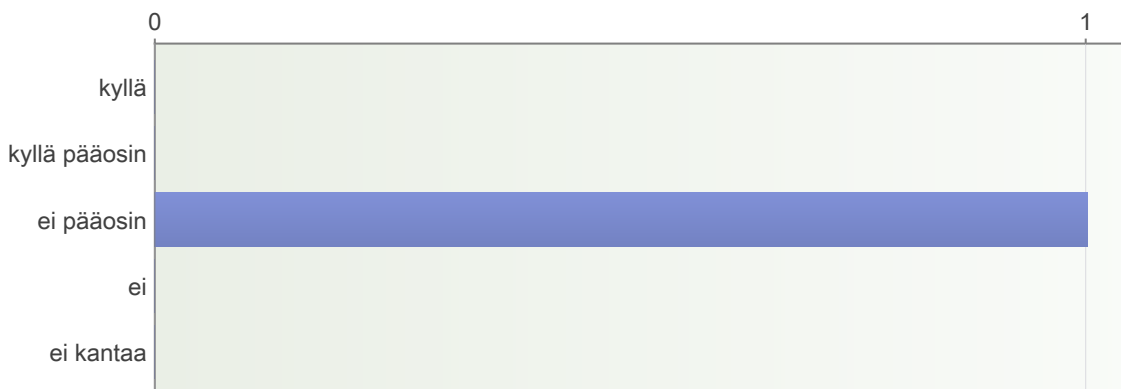 0 1
kyllä
kyllä pääosin
ei pääosin
ei
ei kantaa